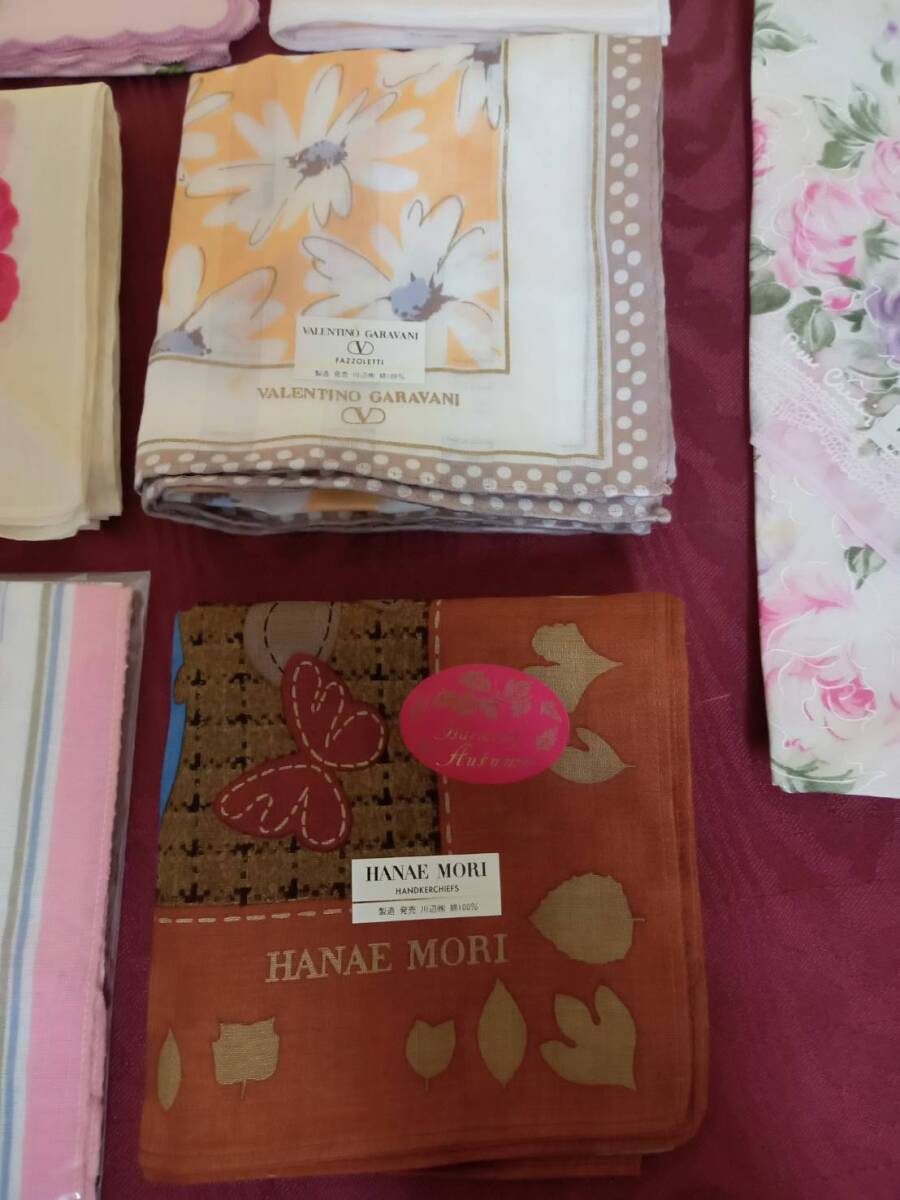 VALENTINO GARAVANI
V
FAZZOLETTI
製造 発売 川辺㈱ 綿100%
VALENTINO GARAVANI
V
Autumn
HANAE MORI
HANDKERCHIEFS
製造 発売 川辺㈱ 綿100%
HANAE MORI